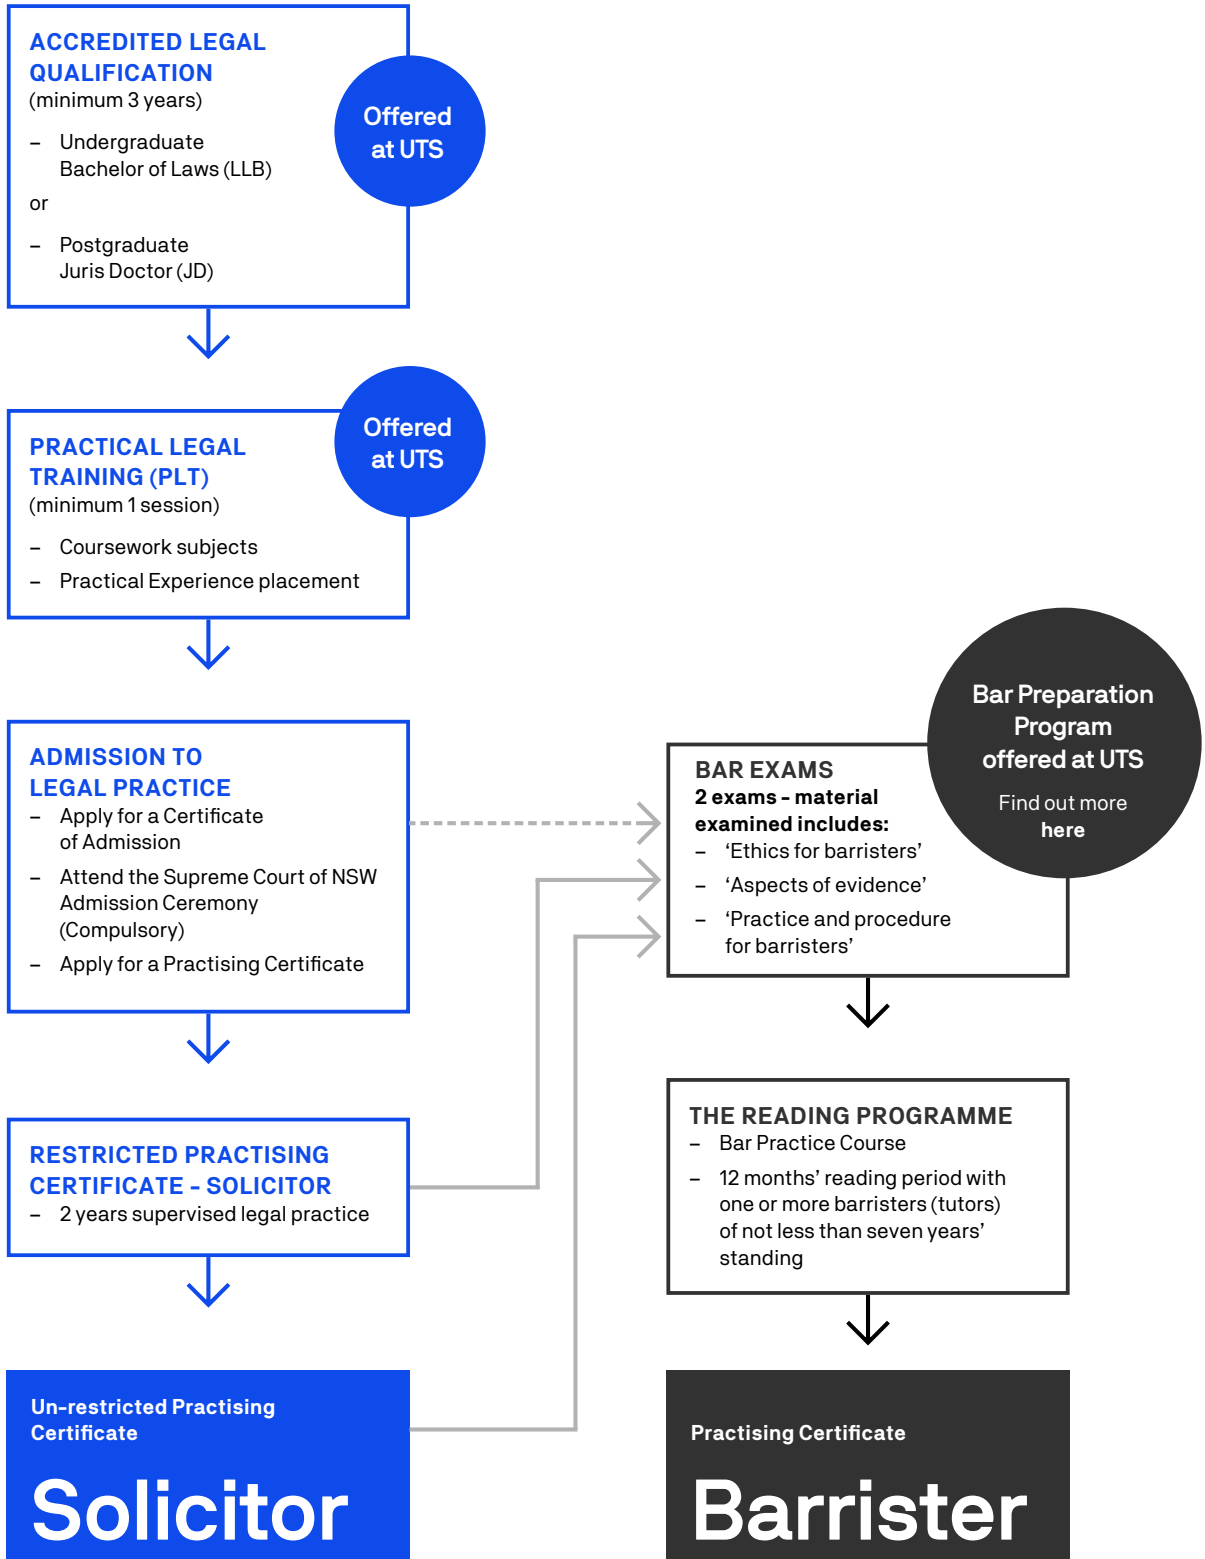 ACCREDITED LEGAL
QUALIFICATION
(minimum 3 years)
– Undergraduate
Bachelor of Laws (LLB)
or
– Postgraduate
Juris Doctor (JD)
Offered
at UTS
PRACTICAL LEGAL
TRAINING (PLT)
(minimum 1 session)
– Coursework subjects
– Practical Experience placement
Offered
at UTS
ADMISSION TO
LEGAL PRACTICE
– Apply for a Certificate
of Admission
– Attend the Supreme Court of NSW
Admission Ceremony
(Compulsory)
– Apply for a Practising Certificate
RESTRICTED PRACTISING
CERTIFICATE - SOLICITOR
– 2 years supervised legal practice
Un-restricted Practising
Certificate
Solicitor
Bar Preparation
Program
offered at UTS
Find out more
here
BAR EXAMS
2 exams - material
examined includes:
– ‘Ethics for barristers’
– ‘Aspects of evidence’
– ‘Practice and procedure
for barristers’
THE READING PROGRAMME
– Bar Practice Course
– 12 months’ reading period with
one or more barristers (tutors)
of not less than seven years’
standing
Practising Certificate
Barrister